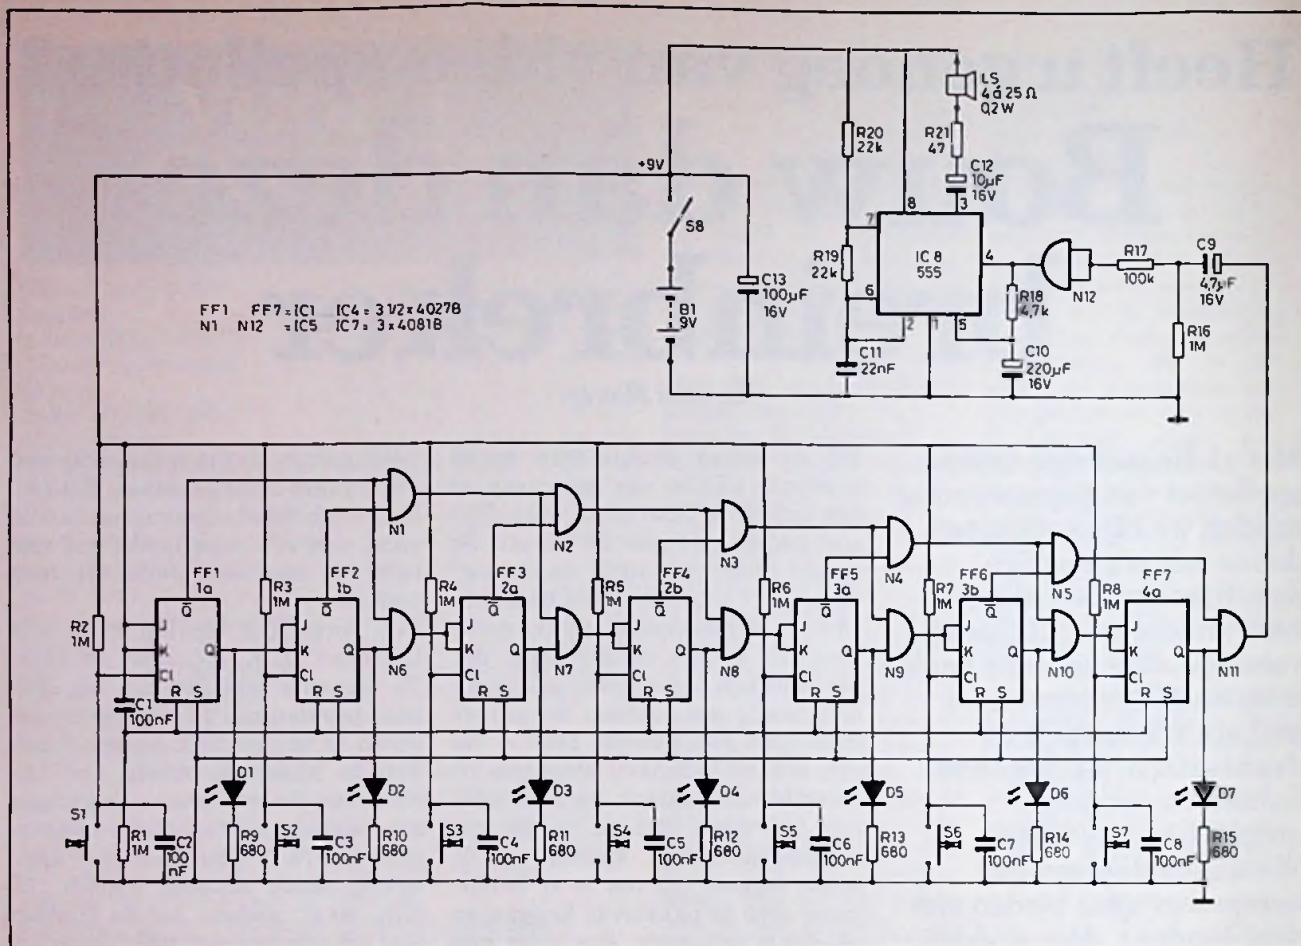 LS
4 à 25 Ω
0,2 W
R20
22k
R21
47
C12
10µF
16V
+9V
S8
8
3
7
R19
22k
IC 8
555
4
6
2
1
5
N12
R17
100k
C9
4,7µF
16V
C13
100µF
16V
R18
4,7k
R16
1M
FF1 FF7 = IC1 IC4 = 3 1/2 x 4027B
N1 N12 = IC5 IC7 = 3 x 4081B
B1
9V
C11
22nF
C10
220µF
16V
N1
N2
N3
N4
N5
FF1
1a
FF2
1b
FF3
2a
FF4
2b
FF5
3a
FF6
3b
FF7
4a
R2
1M
R3
1M
R4
1M
R5
1M
R6
1M
R7
1M
R8
1M
Q
J
K
Cl
Q
R S
Q
J
K
Cl
Q
R S
Q
J
K
Cl
Q
R S
Q
J
K
Cl
Q
R S
Q
J
K
Cl
Q
R S
Q
J
K
Cl
Q
R S
Q
J
K
Cl
Q
R S
N6
N7
N8
N9
N10
N11
C1
100nF
D1
D2
D3
D4
D5
D6
D7
S1
R1
1M
C2
100
nF
R9
680
S2
C3
100nF
R10
680
S3
C4
100nF
R11
680
S4
C5
100nF
R12
680
S5
C6
100nF
R13
680
S6
C7
100nF
R14
680
S7
C8
100nF
R15
680